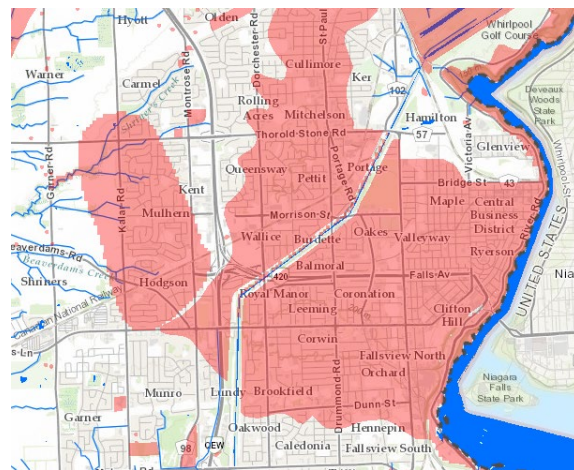 Hyott
Olden
Dorchester Rd
St Paul
Whirlpool
Golf Course
Montrose Rd
Cullimore
Warner
Carmel
Ker
Deveaux
Woods
State Park
Shriner's Creek
Rolling
Acres
Mitchelson
102
Hamilton
Victoria Av
Thorold Stone Rd
57
Glenview
Garner Rd
Queensway
Pettit
Portage Rd
Portage
Whirlpool St
Kent
Bridge St
43
Kalar Rd
Mulhern
Morrison St
Maple
Central
Business
District
River Rd
Wallice
Burdette
Oakes
Valleyway
UNITED STATES
Beaverdams Creek
Ryerson
Shriners
Hodgson
Balmoral
420
Falls Av
Canadian National Railway
Royal Manor
Coronation
Leeming
Clifton
Hill
Corwin
Drummond Rd
Fallsview North
Orchard
Niagara
Falls
State Park
Munro
Lundy
Brookfield
Dunn St
Garner
QEW
Oakwood
Hennepin
98
Caledonia
Fallsview South